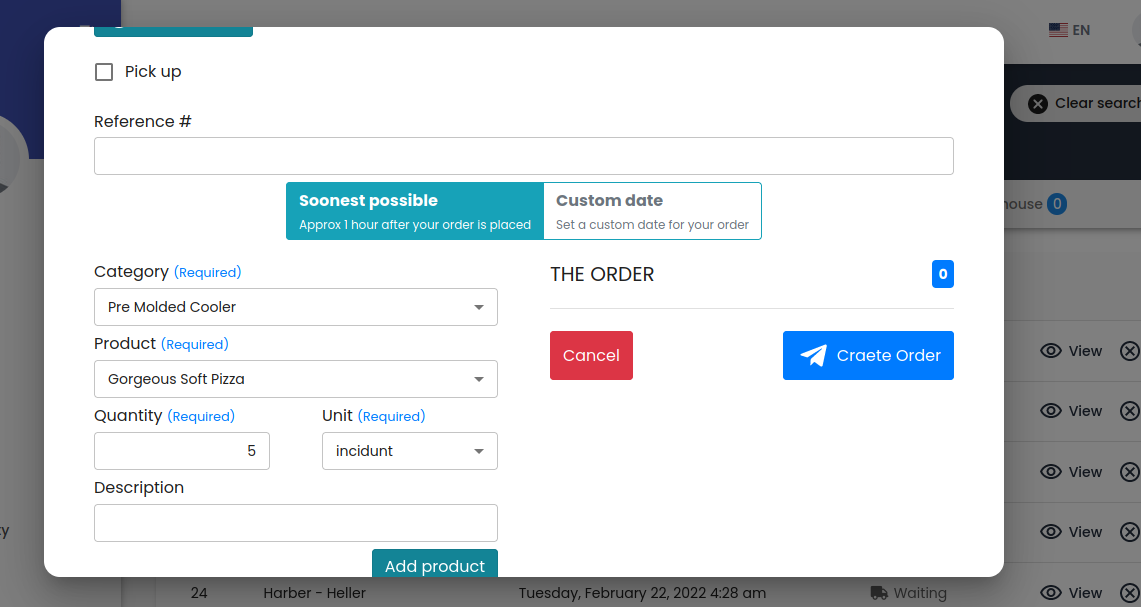 EN
Clear search
Pick up
Reference #
Soonest possible
Approx 1 hour after your order is placed
Custom date
Set a custom date for your order
0
Category (Required)
Pre Molded Cooler
THE ORDER
0
Product (Required)
Gorgeous Soft Pizza
Cancel
Craete Order
View
Quantity (Required)
5
Unit (Required)
incidunt
View
Description
View
Add product
View
24 Harber - Heller Tuesday, February 22, 2022 4:28 am Waiting View